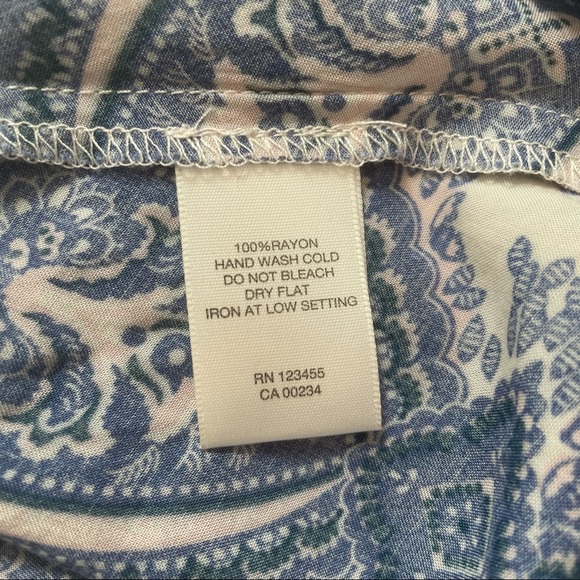 100%RAYON
HAND WASH COLD
DO NOT BLEACH
DRY FLAT
IRON AT LOW SETTING
RN 123455
CA 00234